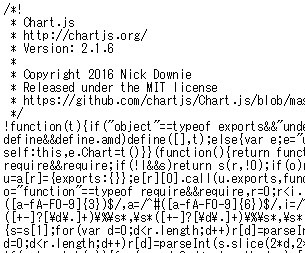 /*!
 * Chart.js
 * http://chartjs.org/
 * Version: 2.1.6
 *
 * Copyright 2016 Nick Downie
 * Released under the MIT license
 * https://github.com/chartjs/Chart.js/blob/mas
 */
!function(t){if("object"==typeof exports&&"unde
define&&define.amd)define([],t);else{var e;e="u
self:this,e.Chart=t()}}(function(){return funct
require&&require;if(!l&&s)return s(r,!0);if(o)r
u=a[r]={exports:{}};e[r][0].call(u.exports,func
o="function"==typeof require&&require,r=0;r<i.
([a-fA-F0-9]{3})$/,a=/^#([a-fA-F0-9]{6})$/,i=/
([+-]?[¥d¥.]+)¥%¥s*,¥s*([+-]?[¥d¥.]+)¥%¥s*,¥s
{s=s[1];for(var d=0;d<r.length;d++)r[d]=parseIn
d=0;d<r.length;d++)r[d]=parseInt(s.slice(2*d,2*